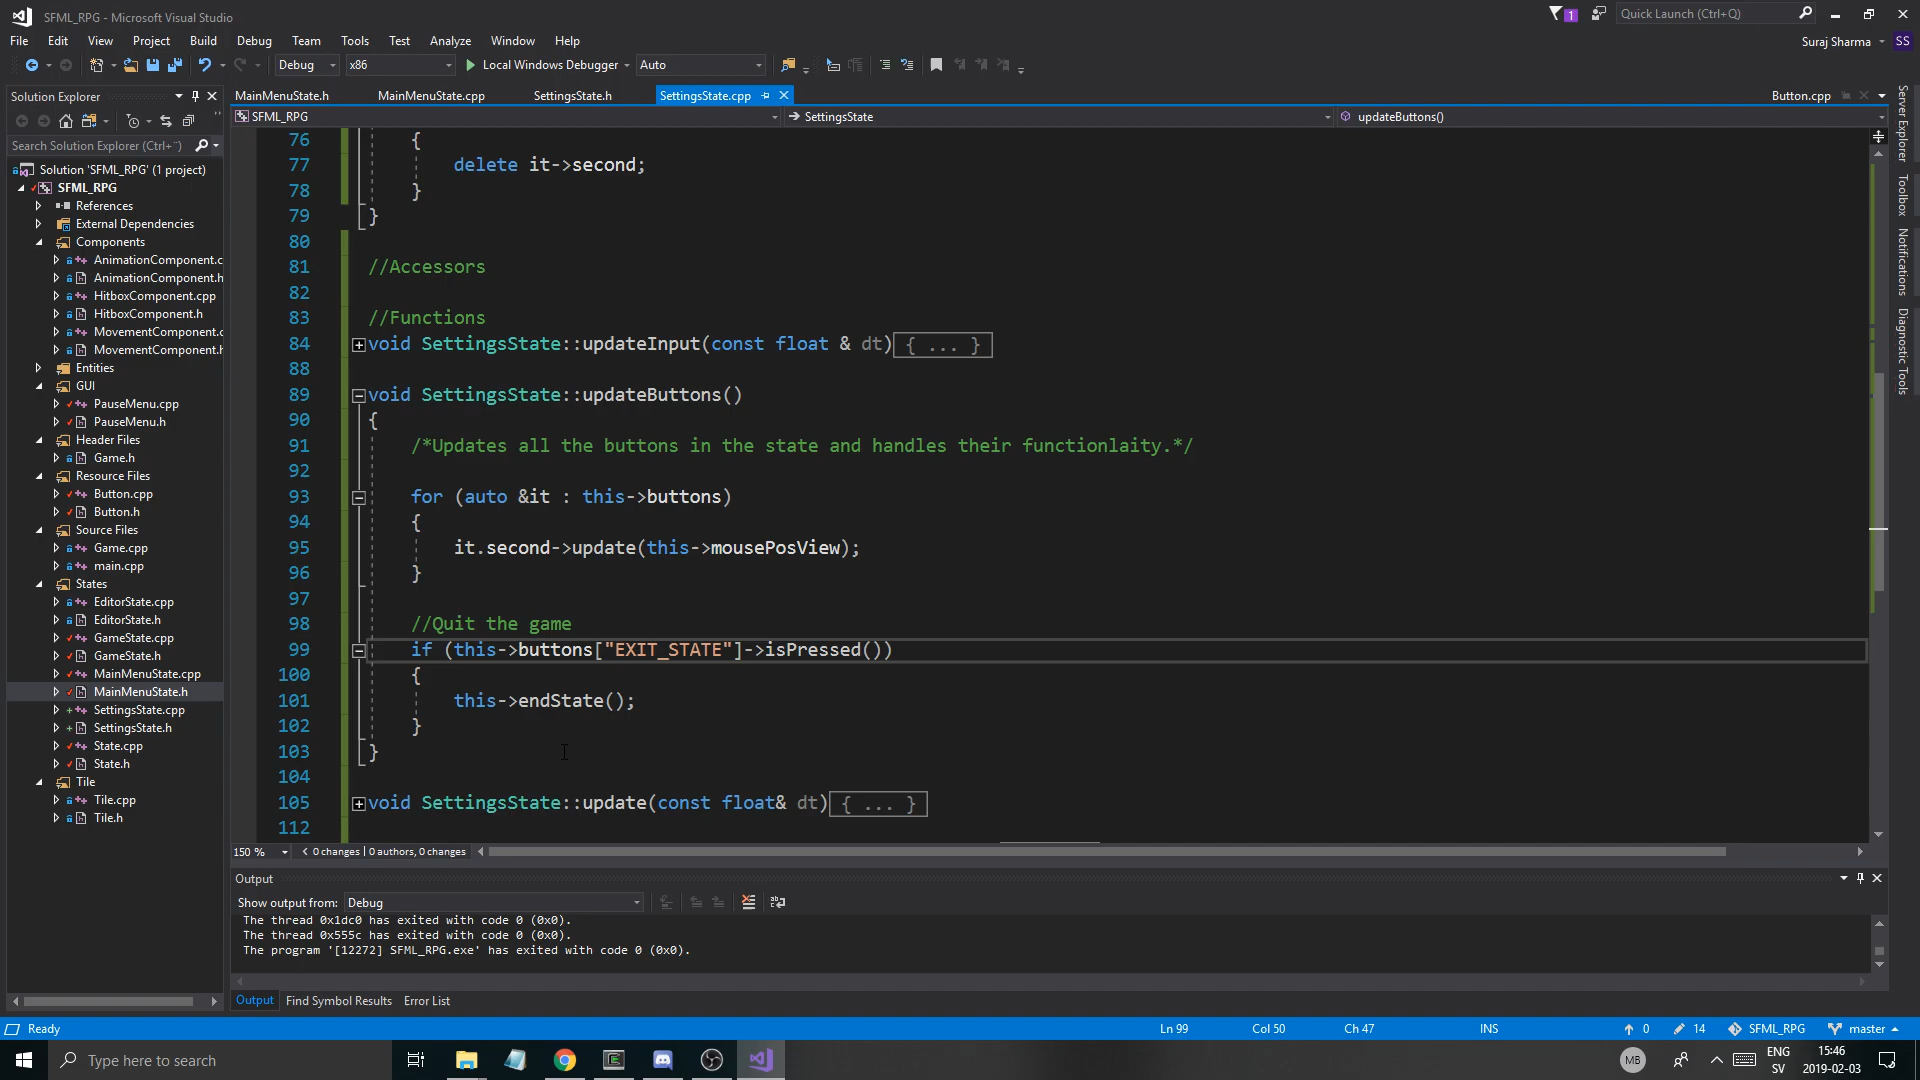 SFML_RPG - Microsoft Visual Studio
1
Quick Launch (Ctrl+Q)
File Edit View Project Build Debug Team Tools Test Analyze Window Help
Suraj Sharma SS
Debug x86 Local Windows Debugger Auto
Solution Explorer
MainMenuState.h MainMenuState.cpp SettingsState.h SettingsState.cpp Button.cpp
SFML_RPG SettingsState updateButtons()
Search Solution Explorer (Ctrl+¨)
Solution 'SFML_RPG' (1 project)
SFML_RPG
References
External Dependencies
Components
AnimationComponent.c
AnimationComponent.h
HitboxComponent.cpp
HitboxComponent.h
MovementComponent.c
MovementComponent.h
Entities
GUI
PauseMenu.cpp
PauseMenu.h
Header Files
Game.h
Resource Files
Button.cpp
Button.h
Source Files
Game.cpp
main.cpp
States
EditorState.cpp
EditorState.h
GameState.cpp
GameState.h
MainMenuState.cpp
MainMenuState.h
SettingsState.cpp
SettingsState.h
State.cpp
State.h
Tile
Tile.cpp
Tile.h
76 {
77 delete it->second;
78 }
79 }
80
81 //Accessors
82
83 //Functions
84 void SettingsState::updateInput(const float & dt){ ... }
88
89 void SettingsState::updateButtons()
90 {
91 /*Updates all the buttons in the state and handles their functionlaity.*/
92
93 for (auto &it : this->buttons)
94 {
95 it.second->update(this->mousePosView);
96 }
97
98 //Quit the game
99 if (this->buttons["EXIT_STATE"]->isPressed())
100 {
101 this->endState();
102 }
103 }
104
105 void SettingsState::update(const float& dt){ ... }
112
Server Explorer
Toolbox
Notifications
Diagnostic Tools
150 % 0 changes | 0 authors, 0 changes
Output
Show output from: Debug
The thread 0x1dc0 has exited with code 0 (0x0).
The thread 0x555c has exited with code 0 (0x0).
The program '[12272] SFML_RPG.exe' has exited with code 0 (0x0).
Output Find Symbol Results Error List
Ready Ln 99 Col 50 Ch 47 INS 0 14 SFML_RPG master
Type here to search
MB
ENG
SV
15:46
2019-02-03